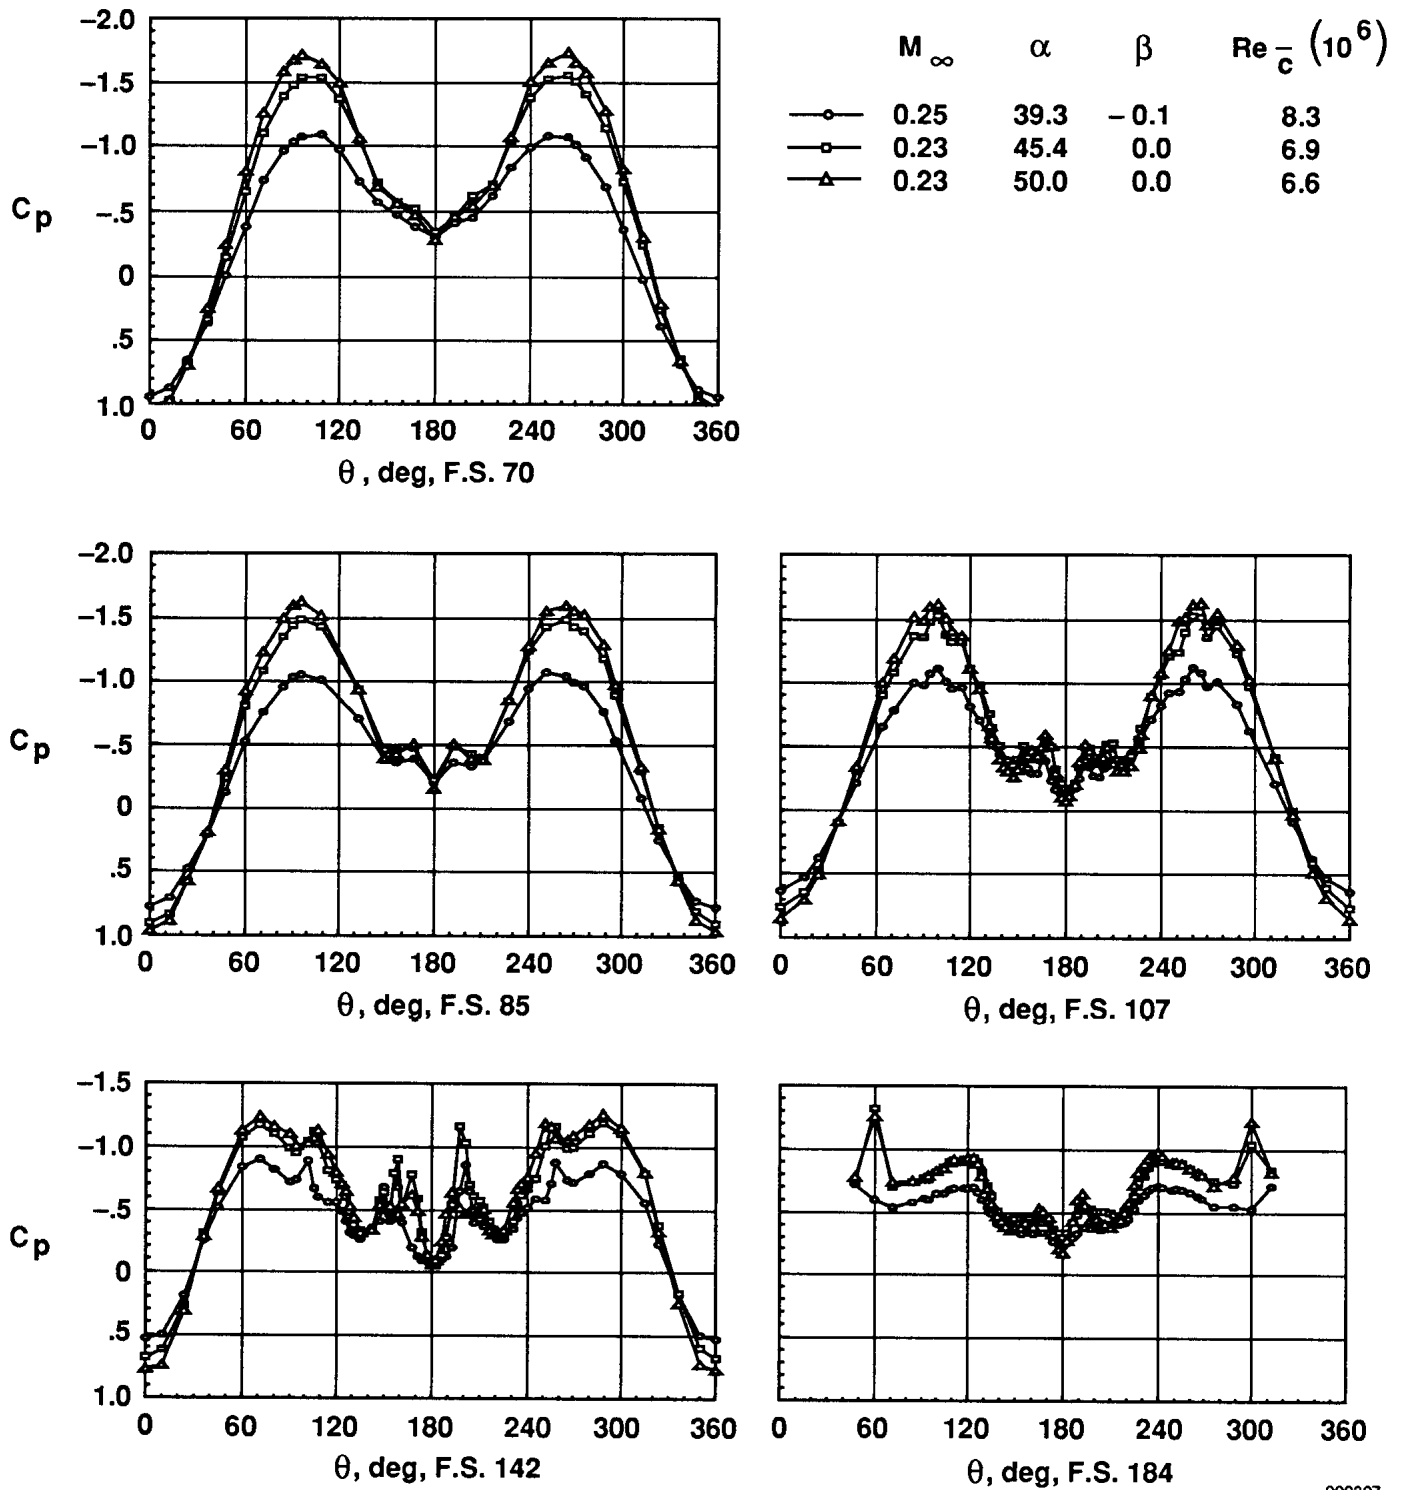 M∞ α β Re c̄ (10⁶)
0.25 39.3 −0.1 8.3
0.23 45.4 0.0 6.9
0.23 50.0 0.0 6.6
−2.0
−1.5
−1.0
−.5
0
.5
1.0
Cp
0 60 120 180 240 300 360
θ, deg, F.S. 70
−2.0
−1.5
−1.0
−.5
0
.5
1.0
Cp
0 60 120 180 240 300 360
θ, deg, F.S. 85
0 60 120 180 240 300 360
θ, deg, F.S. 107
−1.5
−1.0
−.5
0
.5
1.0
Cp
0 60 120 180 240 300 360
θ, deg, F.S. 142
0 60 120 180 240 300 360
θ, deg, F.S. 184